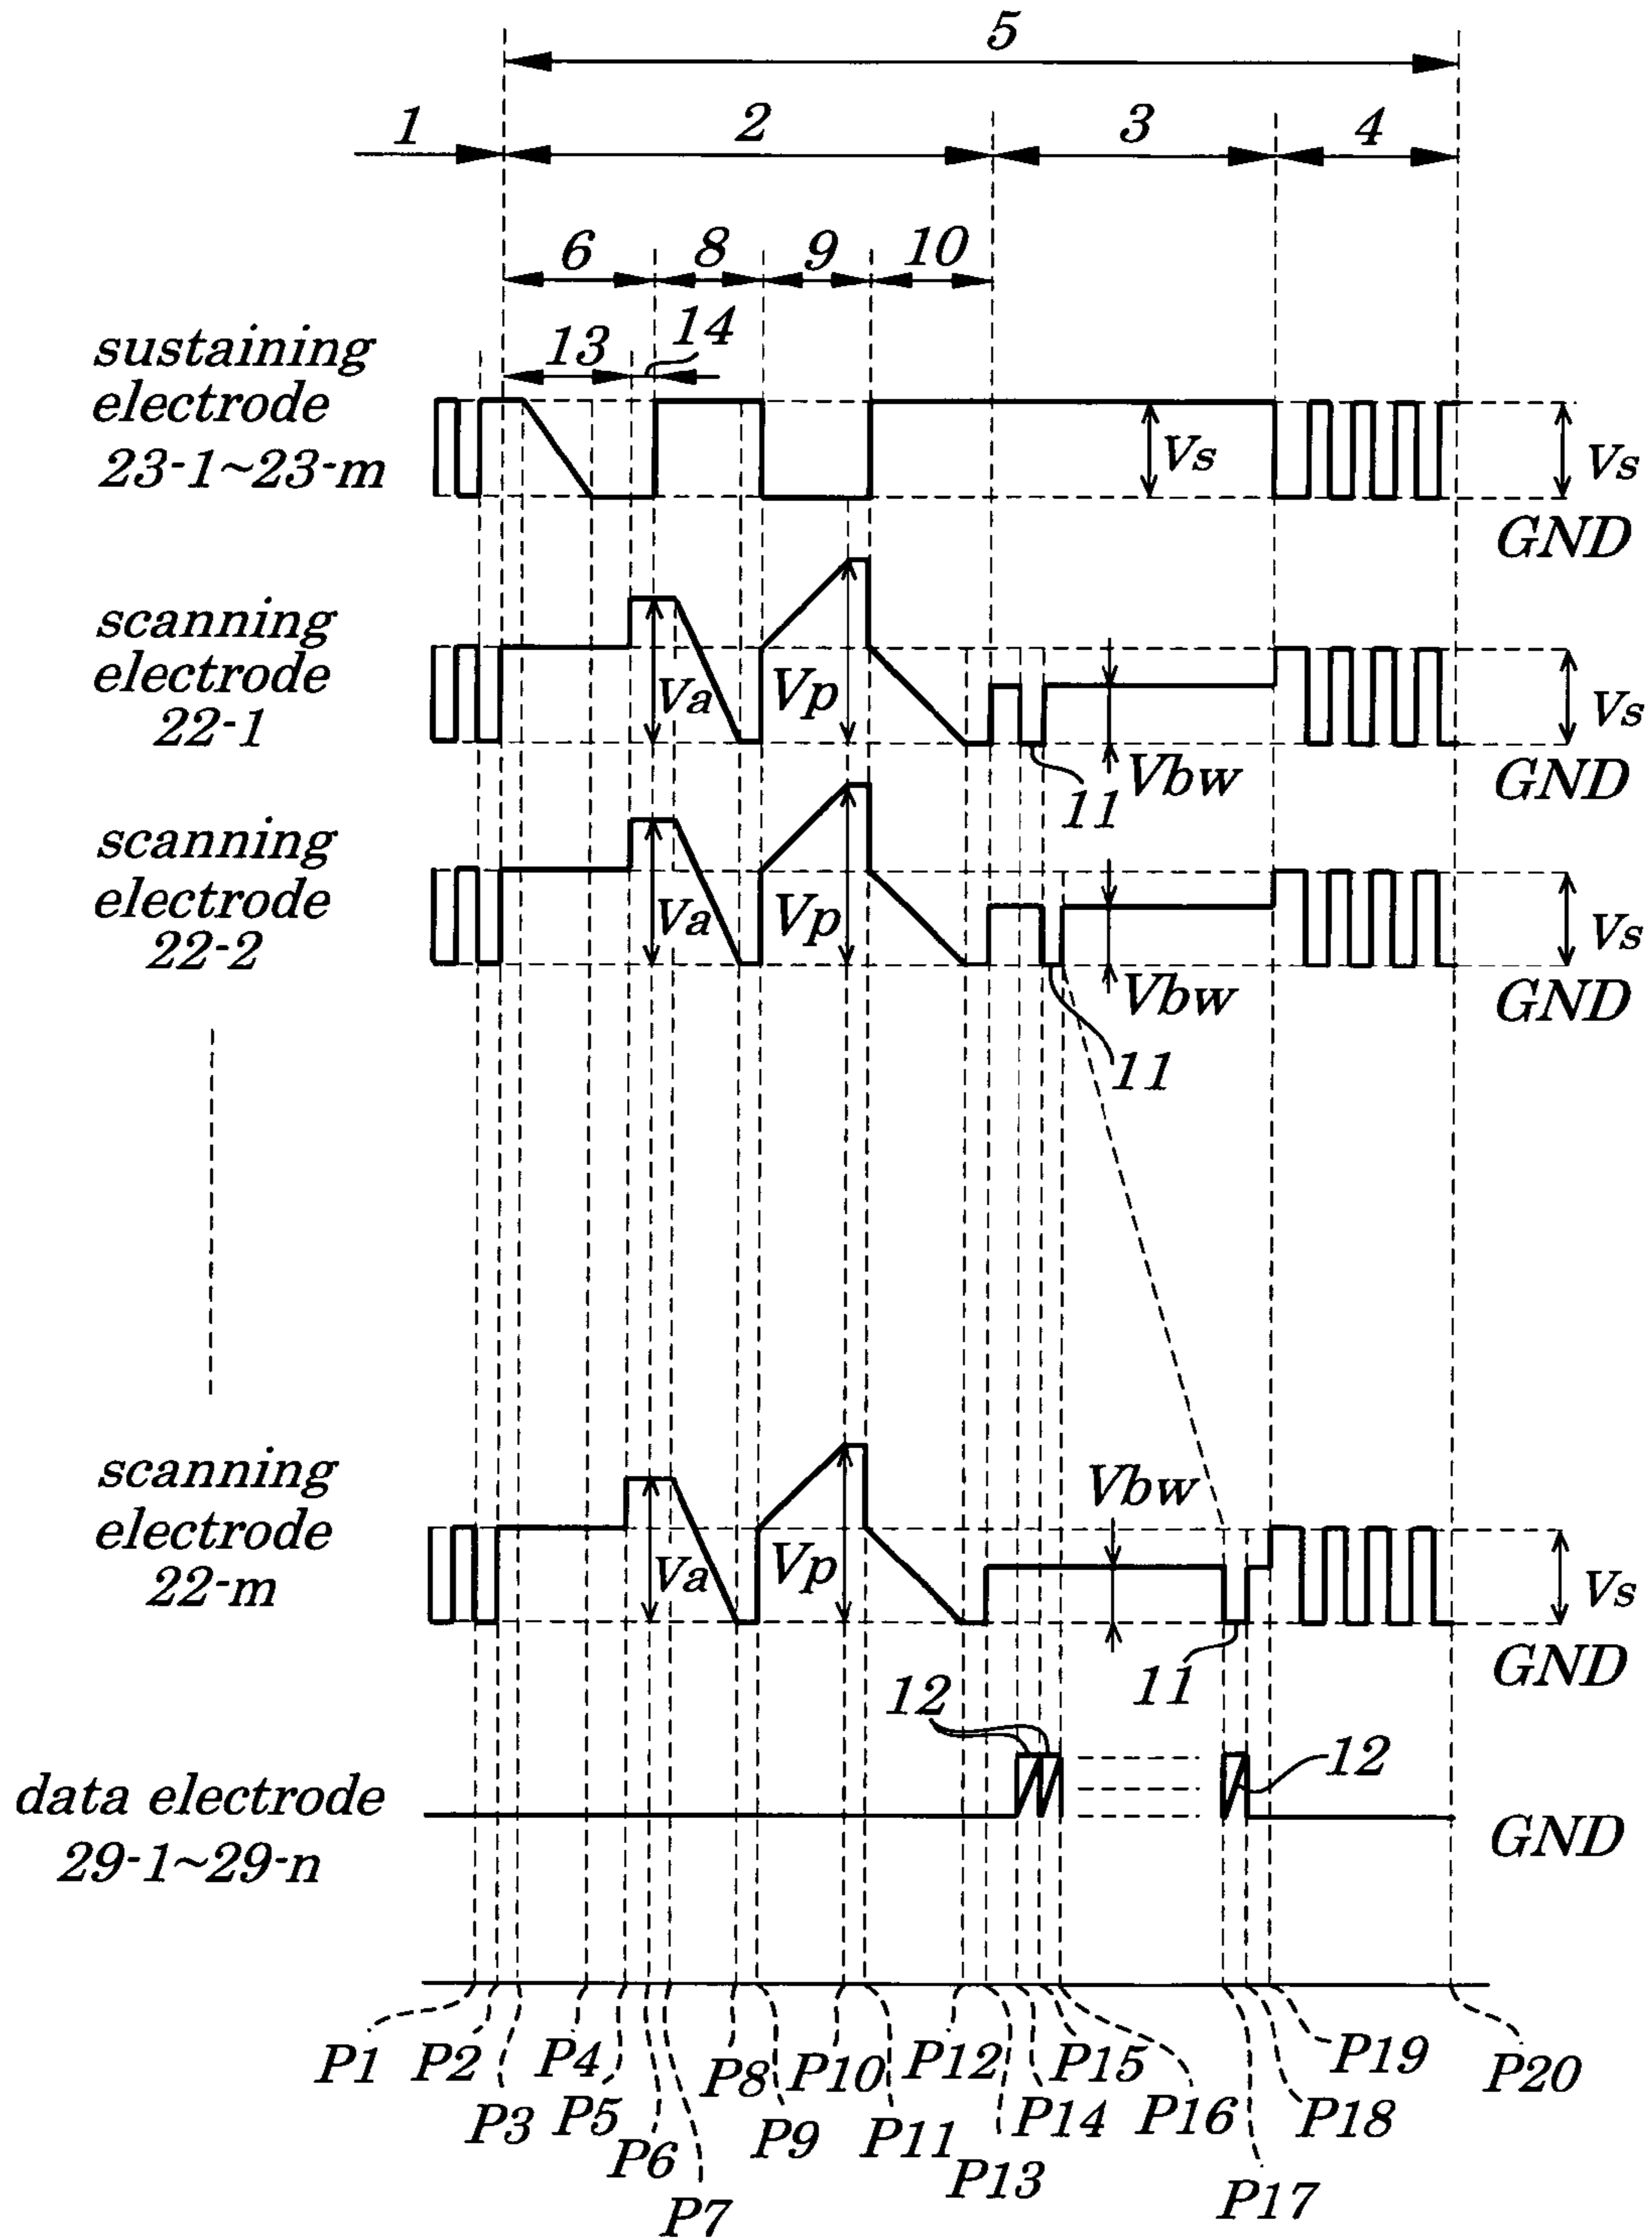 5
1 2 3 4
6 8 9 10
13 14
sustaining
electrode
23-1~23-m
Vs
Vs
GND
scanning
electrode
22-1
Va
Vp
11
Vbw
Vs
GND
scanning
electrode
22-2
Va
Vp
Vbw
11
Vs
GND
scanning
electrode
22-m
Va
Vp
Vbw
11
Vs
GND
data electrode
29-1~29-n
12
12
GND
P1 P2 P4 P8 P10 P12 P15 P19 P20
P3 P5 P9 P11 P14 P16 P18
P6 P13 P17
P7